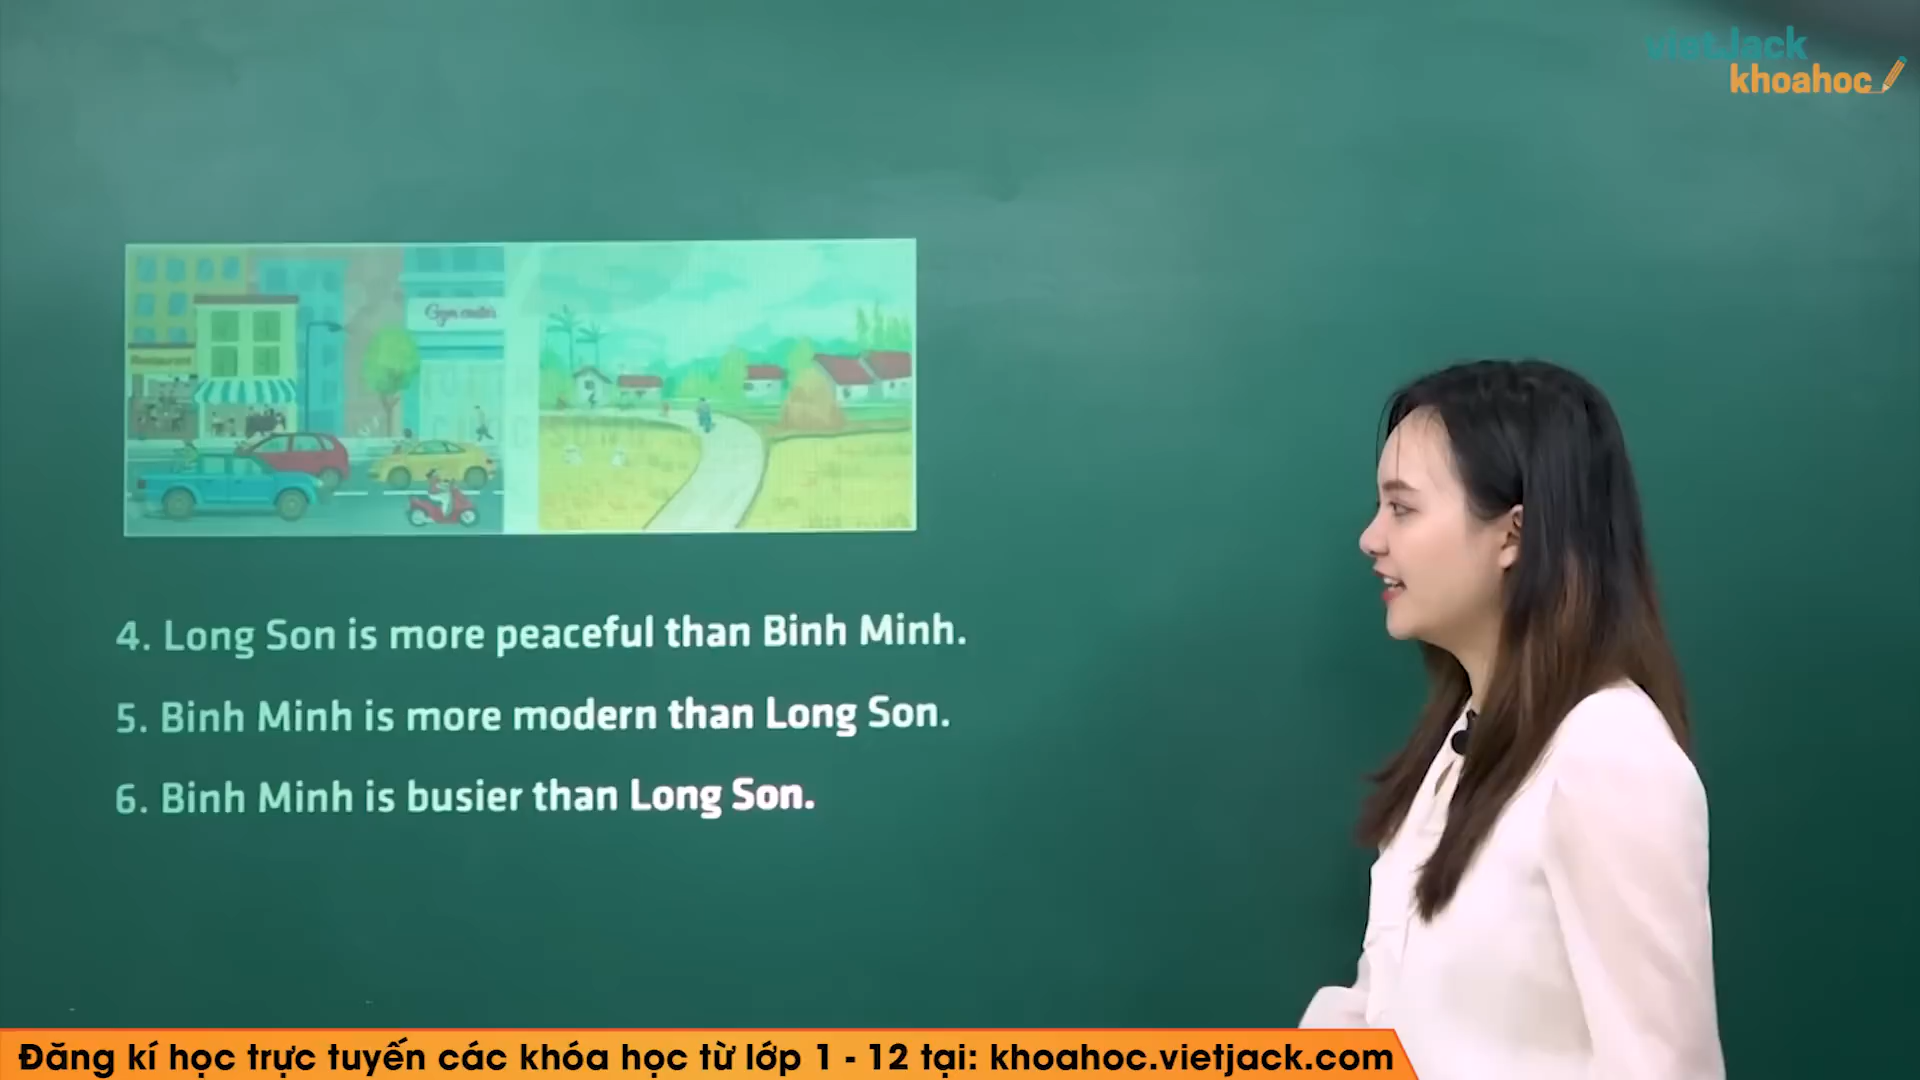 vietJack
khoahoc
Gym center
Restaurant
4. Long Son is more peaceful than Binh Minh.
5. Binh Minh is more modern than Long Son.
6. Binh Minh is busier than Long Son.
Đăng kí học trực tuyến các khóa học từ lớp 1 - 12 tại: khoahoc.vietjack.com